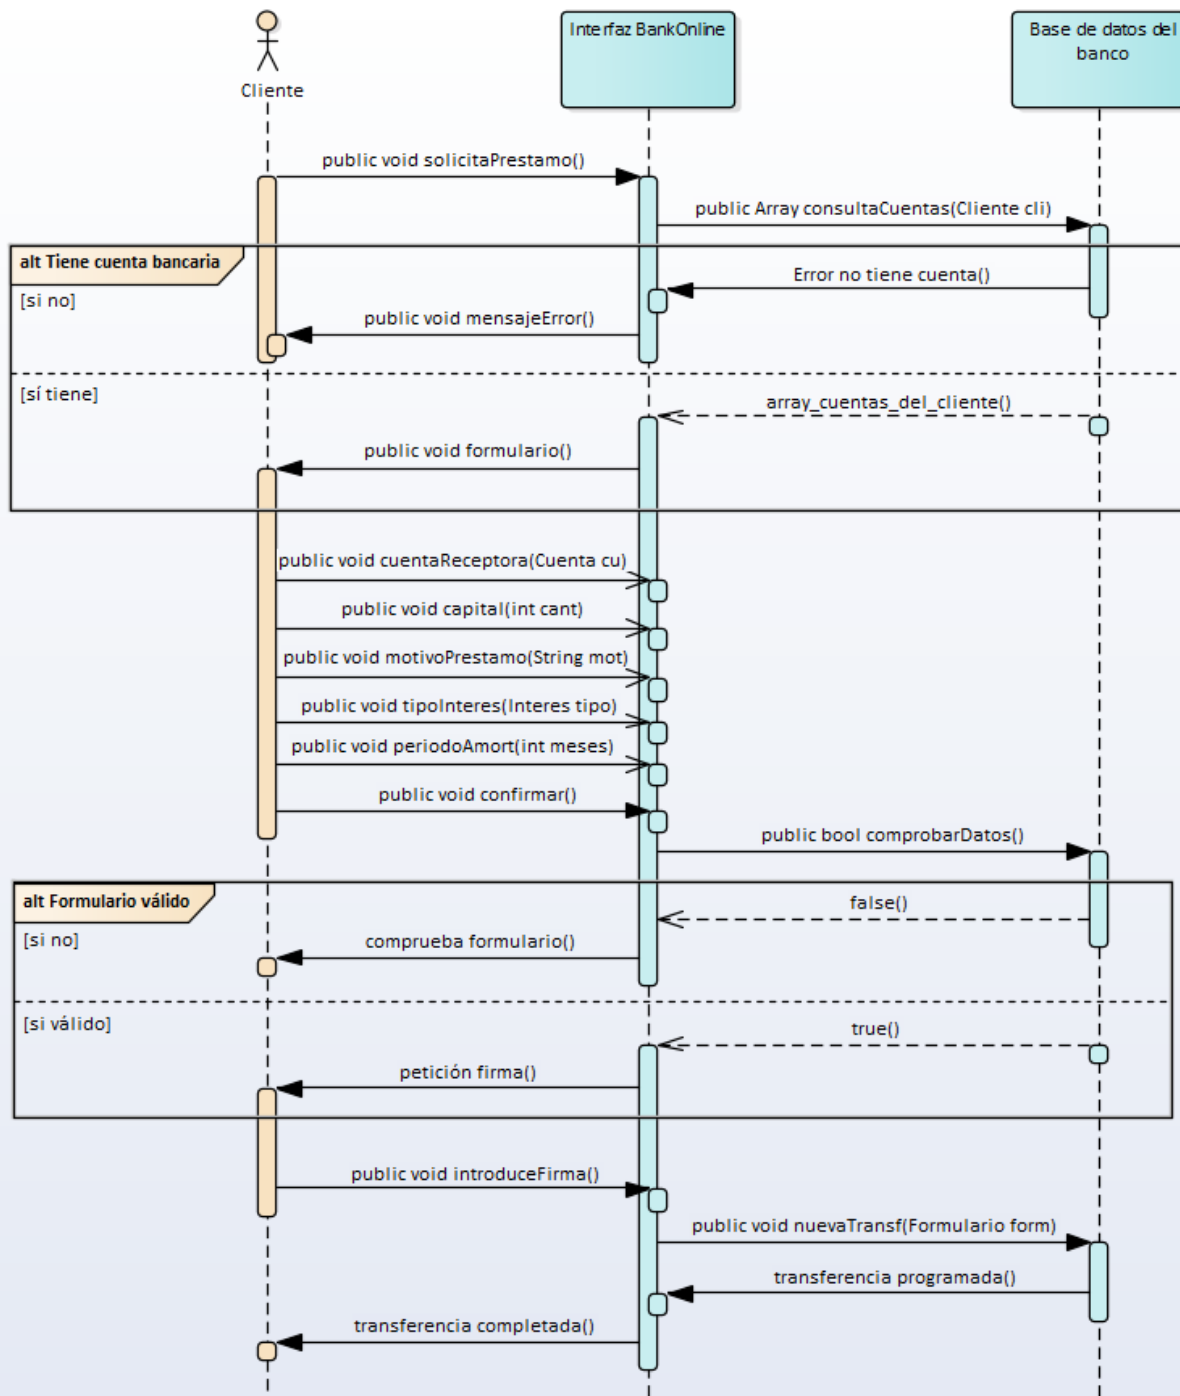 Cliente
Interfaz BankOnline
Base de datos del
banco
public void solicitaPrestamo()
public Array consultaCuentas(Cliente cli)
alt Tiene cuenta bancaria
Error no tiene cuenta()
[si no]
public void mensajeError()
[sí tiene]
array_cuentas_del_cliente()
public void formulario()
public void cuentaReceptora(Cuenta cu)
public void capital(int cant)
public void motivoPrestamo(String mot)
public void tipoInteres(Interes tipo)
public void periodoAmort(int meses)
public void confirmar()
public bool comprobarDatos()
alt Formulario válido
false()
[si no]
comprueba formulario()
[si válido]
true()
petición firma()
public void introduceFirma()
public void nuevaTransf(Formulario form)
transferencia programada()
transferencia completada()